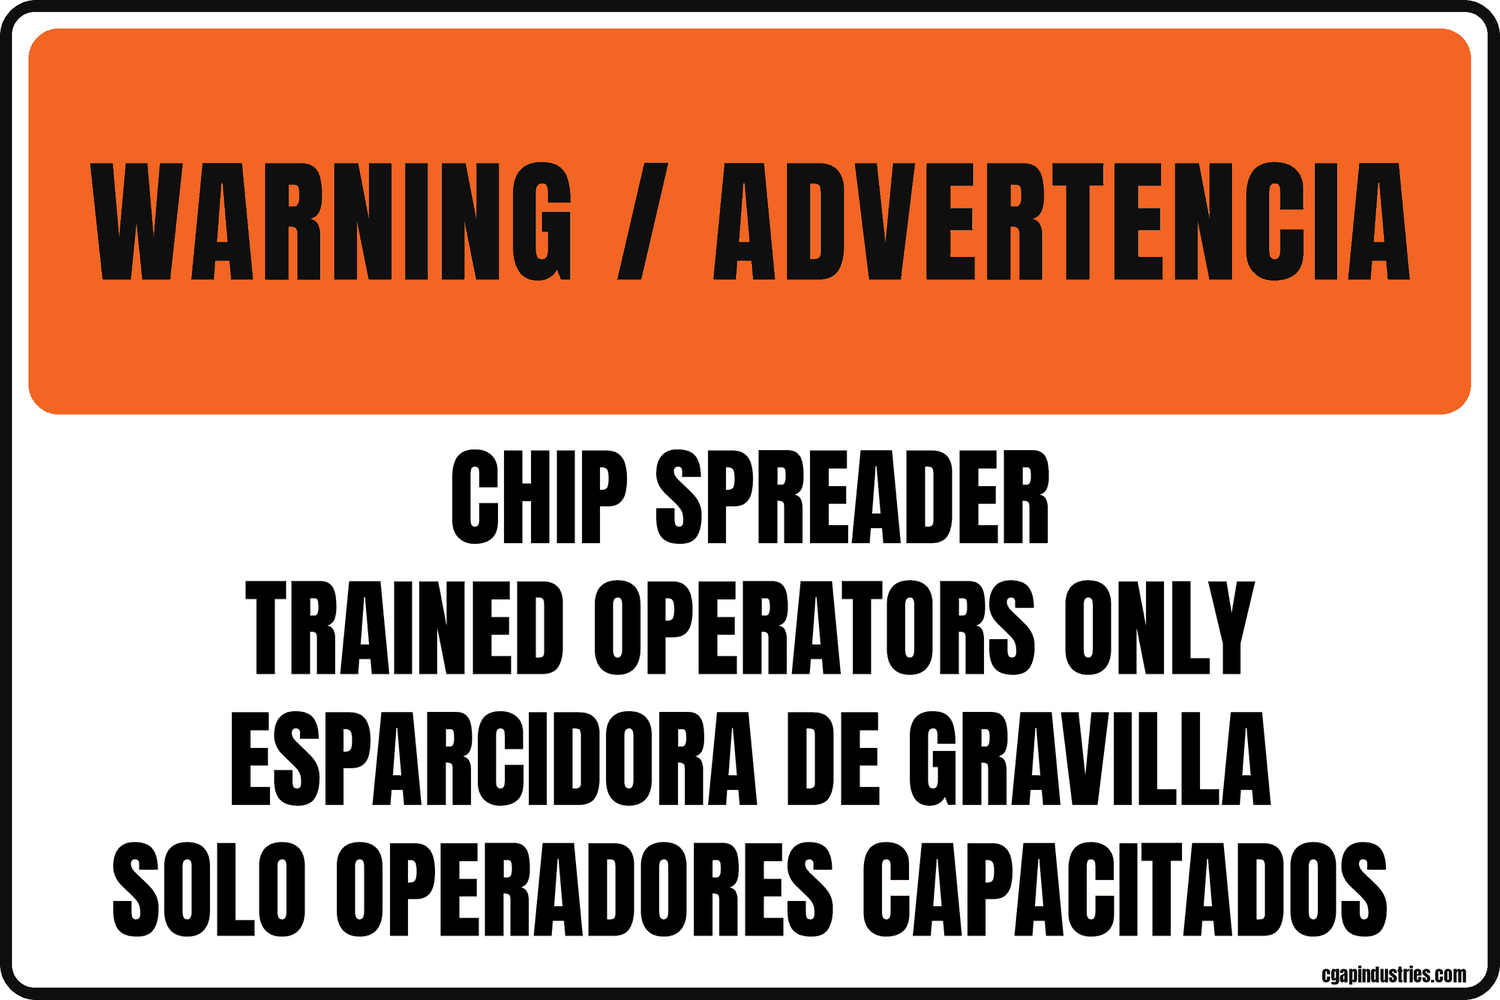 WARNING / ADVERTENCIA
CHIP SPREADER
TRAINED OPERATORS ONLY
ESPARCIDORA DE GRAVILLA
SOLO OPERADORES CAPACITADOS
cgapindustries.com